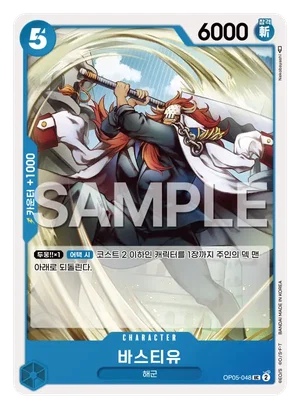 5
6000
참격
斬
카운터 +1000
SAMPLE
두웅!!×1 어택 시 코스트 2 이하인 캐릭터를 1장까지 주인의 덱 맨
아래로 되돌린다.
CHARACTER
바스티유
해군
OP05-048 UC 2
BANDAI MADE IN KOREA